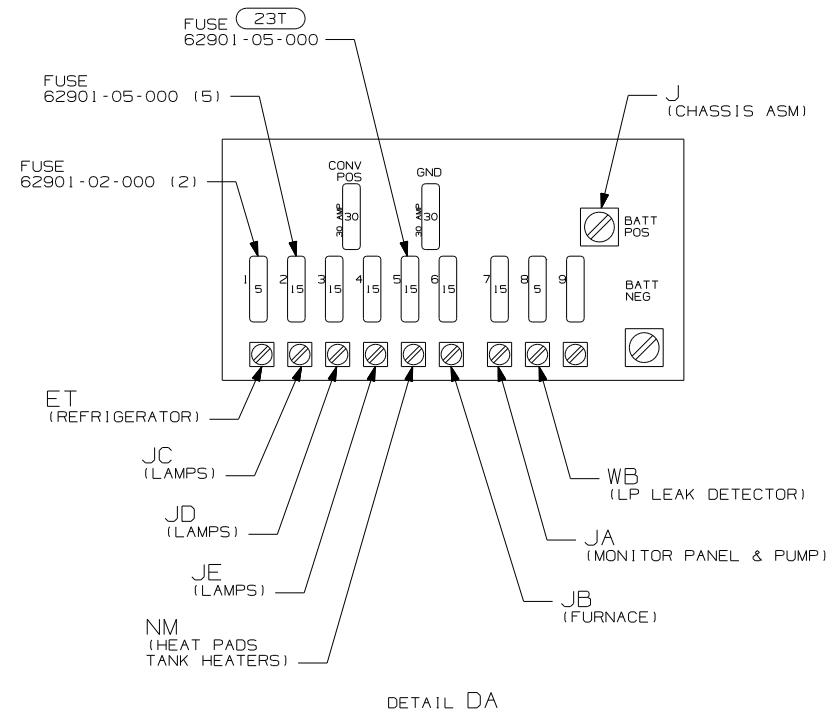 FUSE 23T
62901-05-000
FUSE
62901-05-000 (5)
J
(CHASSIS ASM)
FUSE
62901-02-000 (2)
CONV
POS
GND
30 AMP
30
30 AMP
30
BATT
POS
1
5
2
15
3
15
4
15
5
15
6
15
7
15
8
5
9
BATT
NEG
ET
(REFRIGERATOR)
JC
(LAMPS)
WB
(LP LEAK DETECTOR)
JD
(LAMPS)
JA
(MONITOR PANEL & PUMP)
JE
(LAMPS)
JB
(FURNACE)
NM
(HEAT PADS
TANK HEATERS)
DETAIL DA